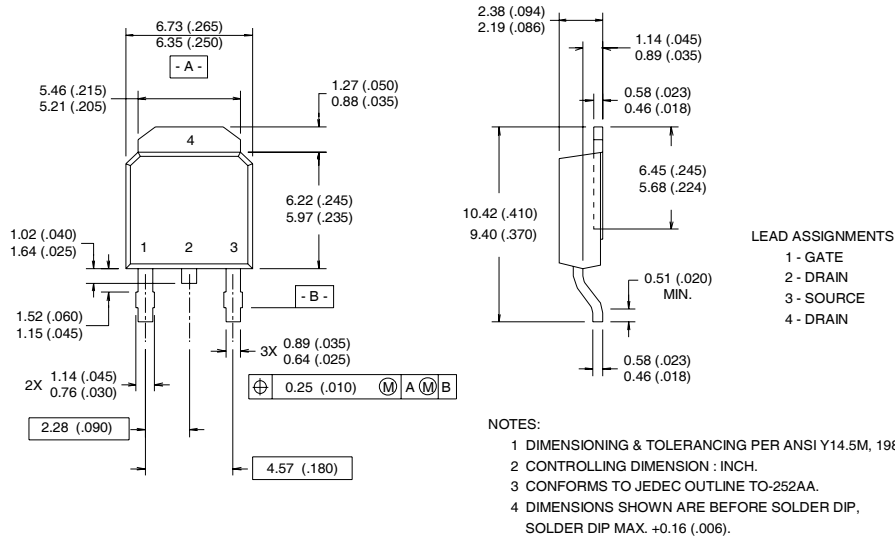 6.73 (.265)
6.35 (.250)
- A -
5.46 (.215)
5.21 (.205)
1.27 (.050)
0.88 (.035)
4
6.22 (.245)
5.97 (.235)
1.02 (.040)
1.64 (.025)
1 2 3
- B -
1.52 (.060)
1.15 (.045)
3X 0.89 (.035)
0.64 (.025)
2X 1.14 (.045)
0.76 (.030)
⌖ 0.25 (.010) Ⓜ A Ⓜ B
2.28 (.090)
4.57 (.180)
2.38 (.094)
2.19 (.086)
1.14 (.045)
0.89 (.035)
0.58 (.023)
0.46 (.018)
6.45 (.245)
5.68 (.224)
10.42 (.410)
9.40 (.370)
0.51 (.020)
MIN.
0.58 (.023)
0.46 (.018)
LEAD ASSIGNMENTS
1 - GATE
2 - DRAIN
3 - SOURCE
4 - DRAIN
NOTES:
1 DIMENSIONING & TOLERANCING PER ANSI Y14.5M, 198
2 CONTROLLING DIMENSION : INCH.
3 CONFORMS TO JEDEC OUTLINE TO-252AA.
4 DIMENSIONS SHOWN ARE BEFORE SOLDER DIP,
SOLDER DIP MAX. +0.16 (.006).